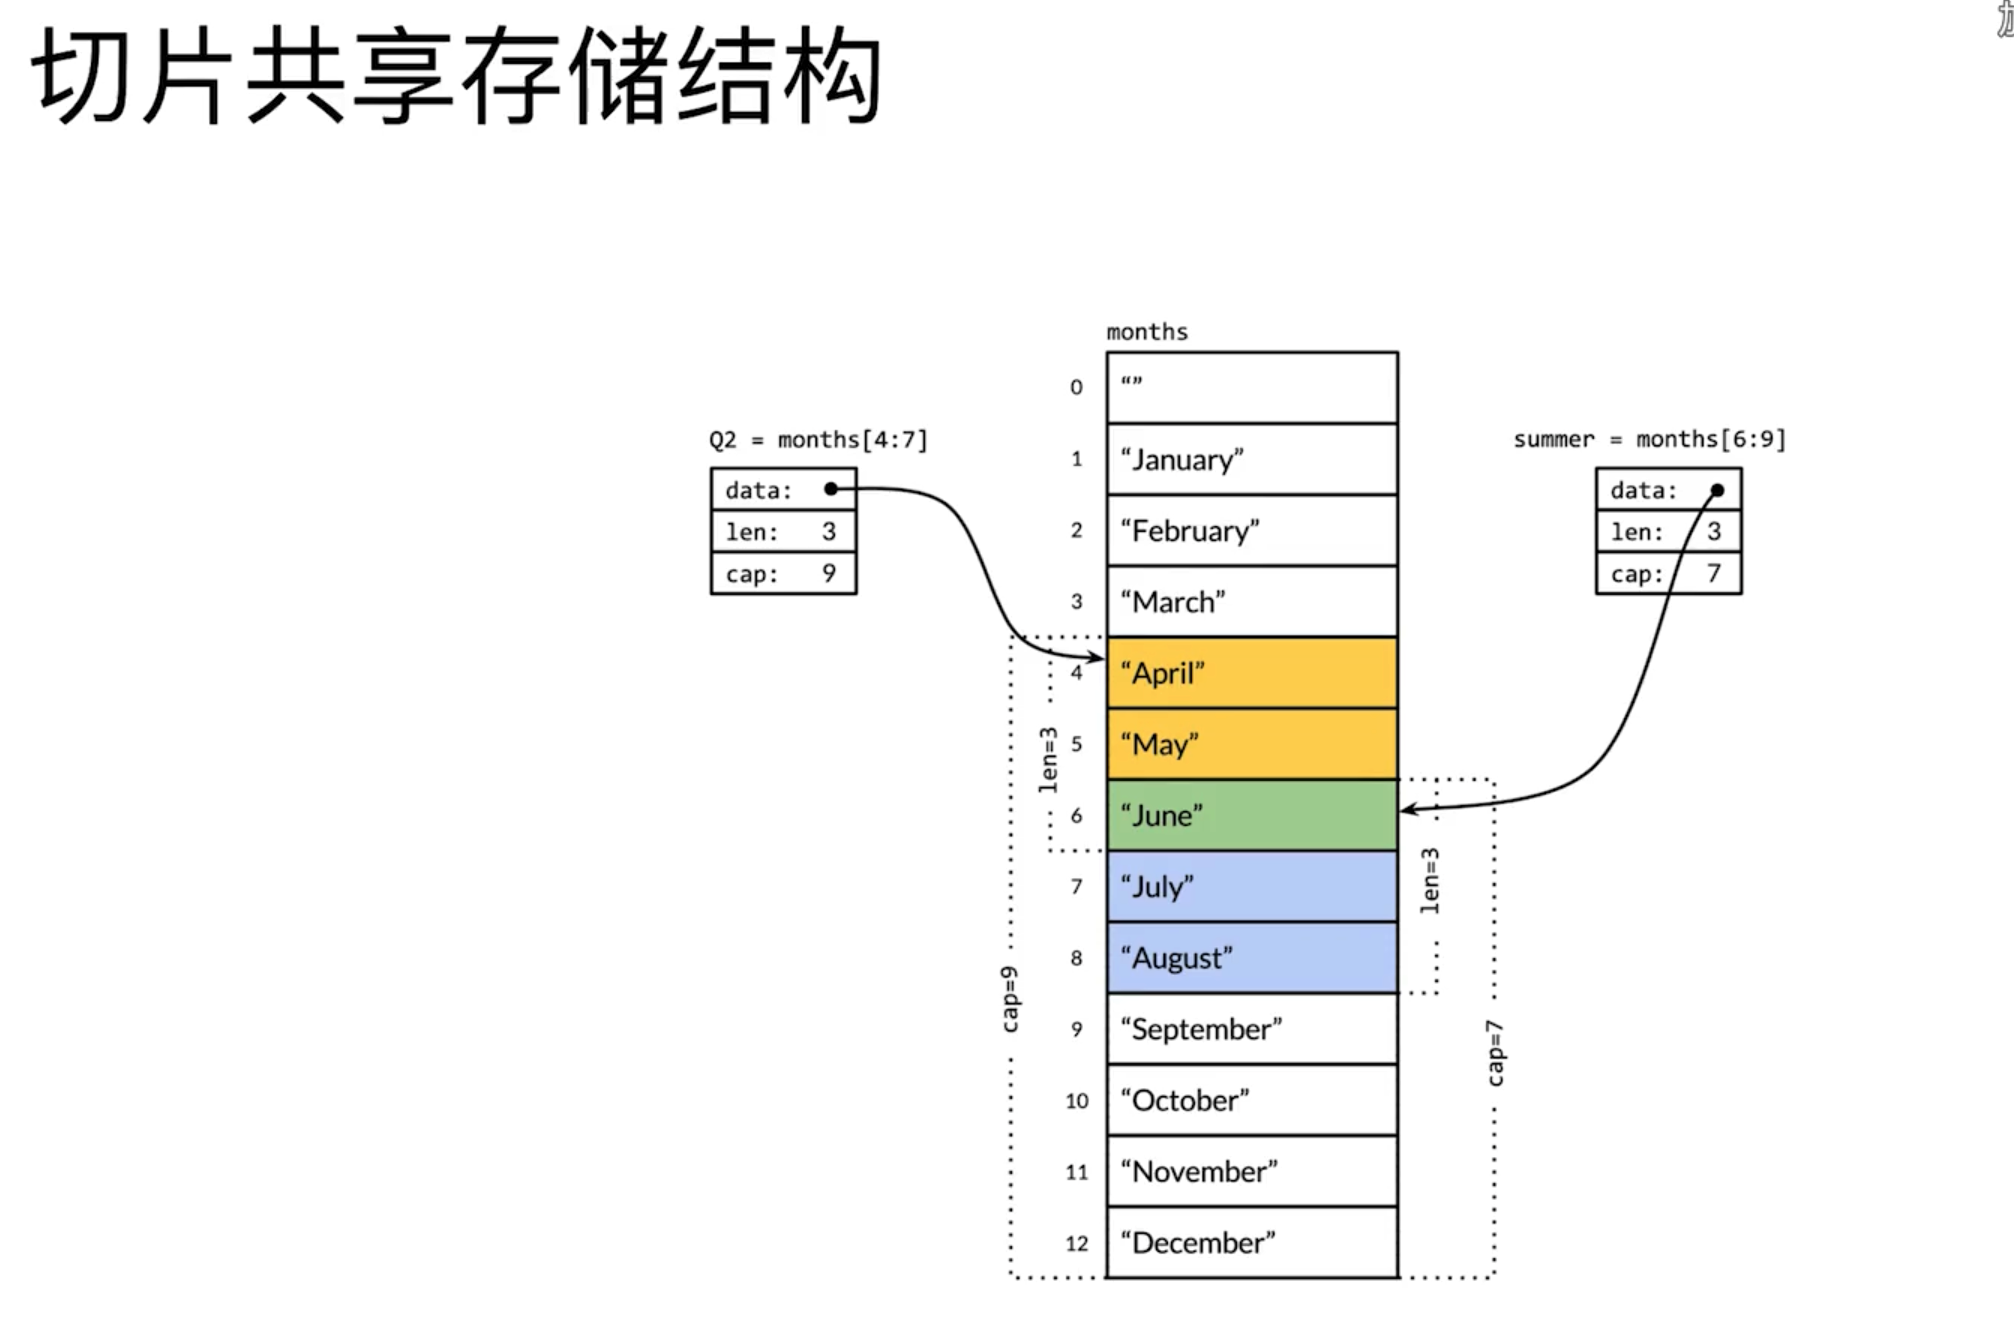 切片共享存储结构
months
0 “”
Q2 = months[4:7]
data:
len: 3
cap: 9
summer = months[6:9]
data:
len: 3
cap: 7
1 “January”
2 “February”
3 “March”
4 “April”
5 “May”
6 “June”
7 “July”
8 “August”
9 “September”
10 “October”
11 “November”
12 “December”
len=3
cap=9
len=3
cap=7